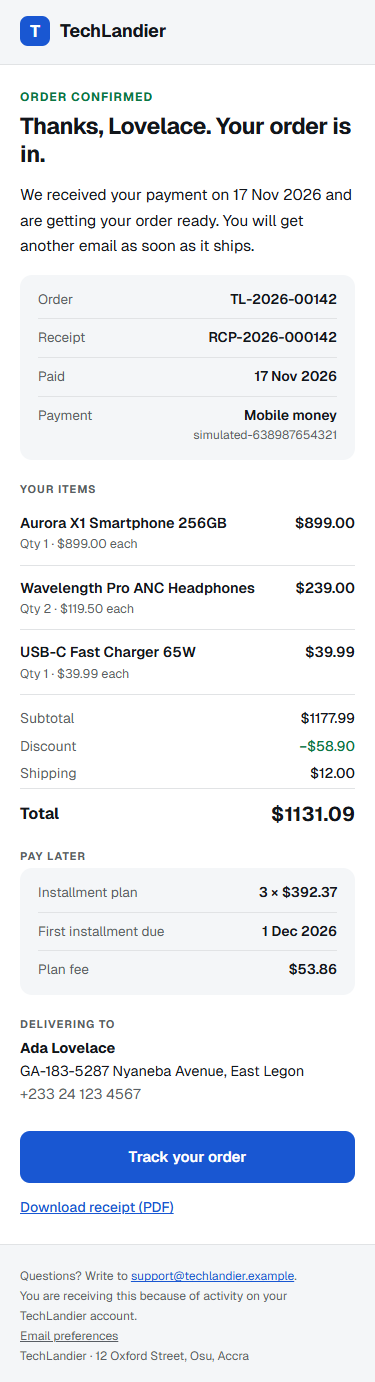 T TechLandier
ORDER CONFIRMED
Thanks, Lovelace. Your order is
in.
We received your payment on 17 Nov 2026 and
are getting your order ready. You will get
another email as soon as it ships.
Order TL-2026-00142
Receipt RCP-2026-000142
Paid 17 Nov 2026
Payment Mobile money
simulated-638987654321
YOUR ITEMS
Aurora X1 Smartphone 256GB $899.00
Qty 1 · $899.00 each
Wavelength Pro ANC Headphones $239.00
Qty 2 · $119.50 each
USB-C Fast Charger 65W $39.99
Qty 1 · $39.99 each
Subtotal $1177.99
Discount −$58.90
Shipping $12.00
Total $1131.09
PAY LATER
Installment plan 3 × $392.37
First installment due 1 Dec 2026
Plan fee $53.86
DELIVERING TO
Ada Lovelace
GA-183-5287 Nyaneba Avenue, East Legon
+233 24 123 4567
Track your order
Download receipt (PDF)
Questions? Write to support@techlandier.example.
You are receiving this because of activity on your
TechLandier account.
Email preferences
TechLandier · 12 Oxford Street, Osu, Accra